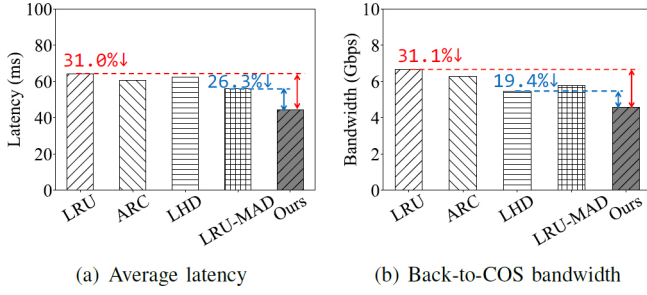 100
80
60
40
20
0
Latency (ms)
31.0%↓
26.3%↓
LRU
ARC
LHD
LRU-MAD
Ours
(a) Average latency
10
8
6
4
2
0
Bandwidth (Gbps)
31.1%↓
19.4%↓
LRU
ARC
LHD
LRU-MAD
Ours
(b) Back-to-COS bandwidth